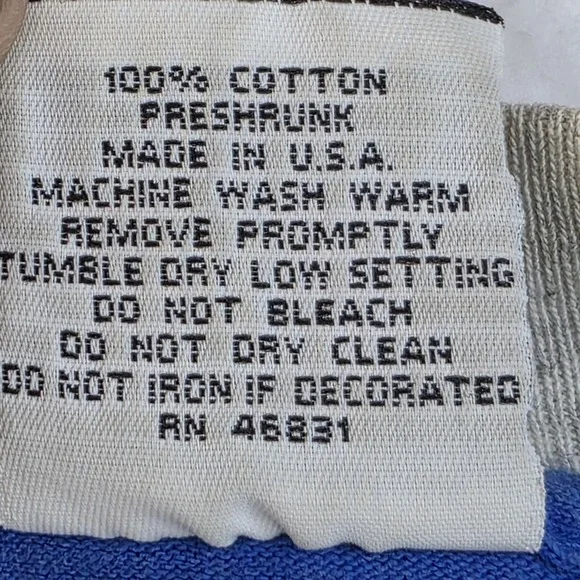 100% COTTON
PRESHRUNK
MADE IN U.S.A.
MACHINE WASH WARM
REMOVE PROMPTLY
TUMBLE DRY LOW SETTING
DO NOT BLEACH
DO NOT DRY CLEAN
DO NOT IRON IF DECORATED
RN 46831